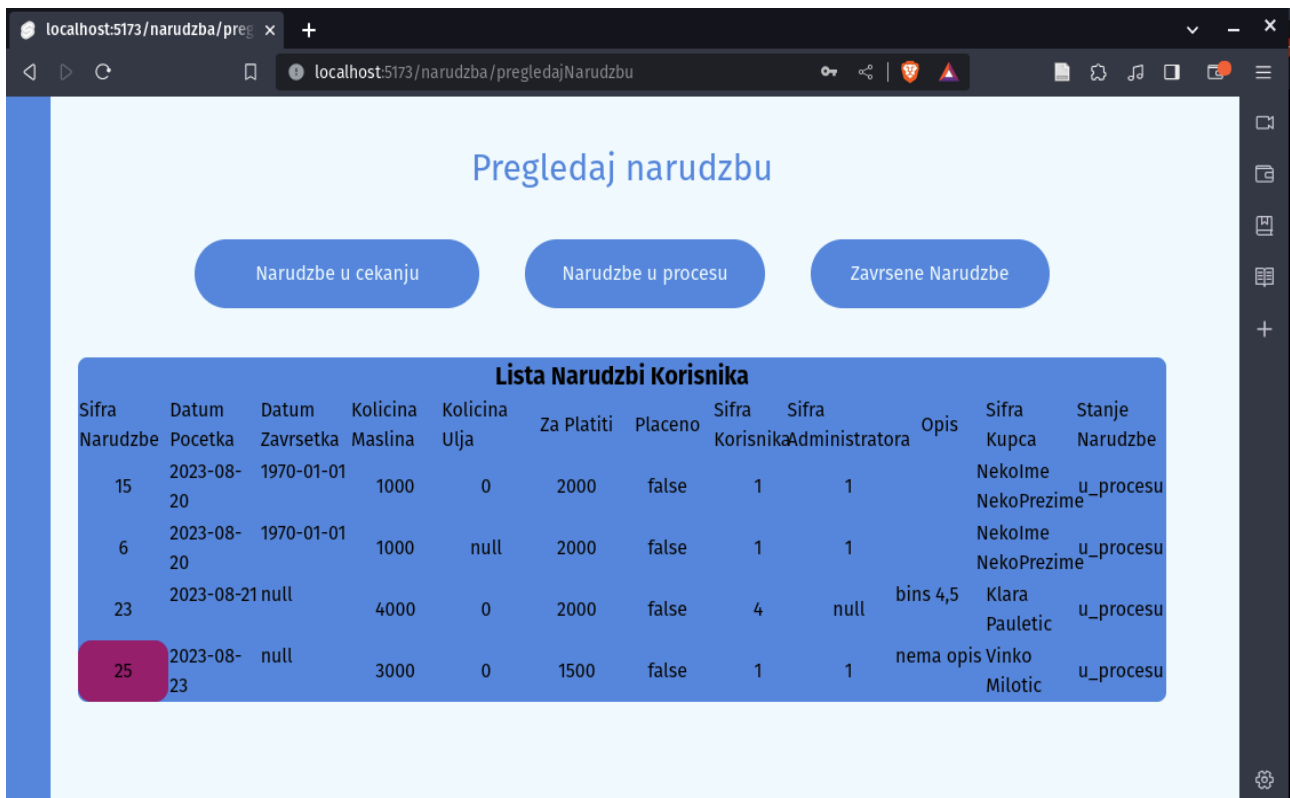 localhost:5173/narudzba/preg
localhost:5173/narudzba/pregledajNarudzbu
Pregledaj narudzbu
Narudzbe u cekanju
Narudzbe u procesu
Zavrsene Narudzbe
Lista Narudzbi Korisnika
Sifra Narudzbe Datum Pocetka Datum Zavrsetka Kolicina Maslina Kolicina Ulja Za Platiti Placeno Sifra Korisnika Sifra Administratora Opis Sifra Kupca Stanje Narudzbe
15 2023-08-20 1970-01-01 1000 0 2000 false 1 1 NekoIme NekoPrezime u_procesu
6 2023-08-20 1970-01-01 1000 null 2000 false 1 1 NekoIme NekoPrezime u_procesu
23 2023-08-21 null 4000 0 2000 false 4 null bins 4,5 Klara Pauletic u_procesu
25 2023-08-23 null 3000 0 1500 false 1 1 nema opis Vinko Milotic u_procesu